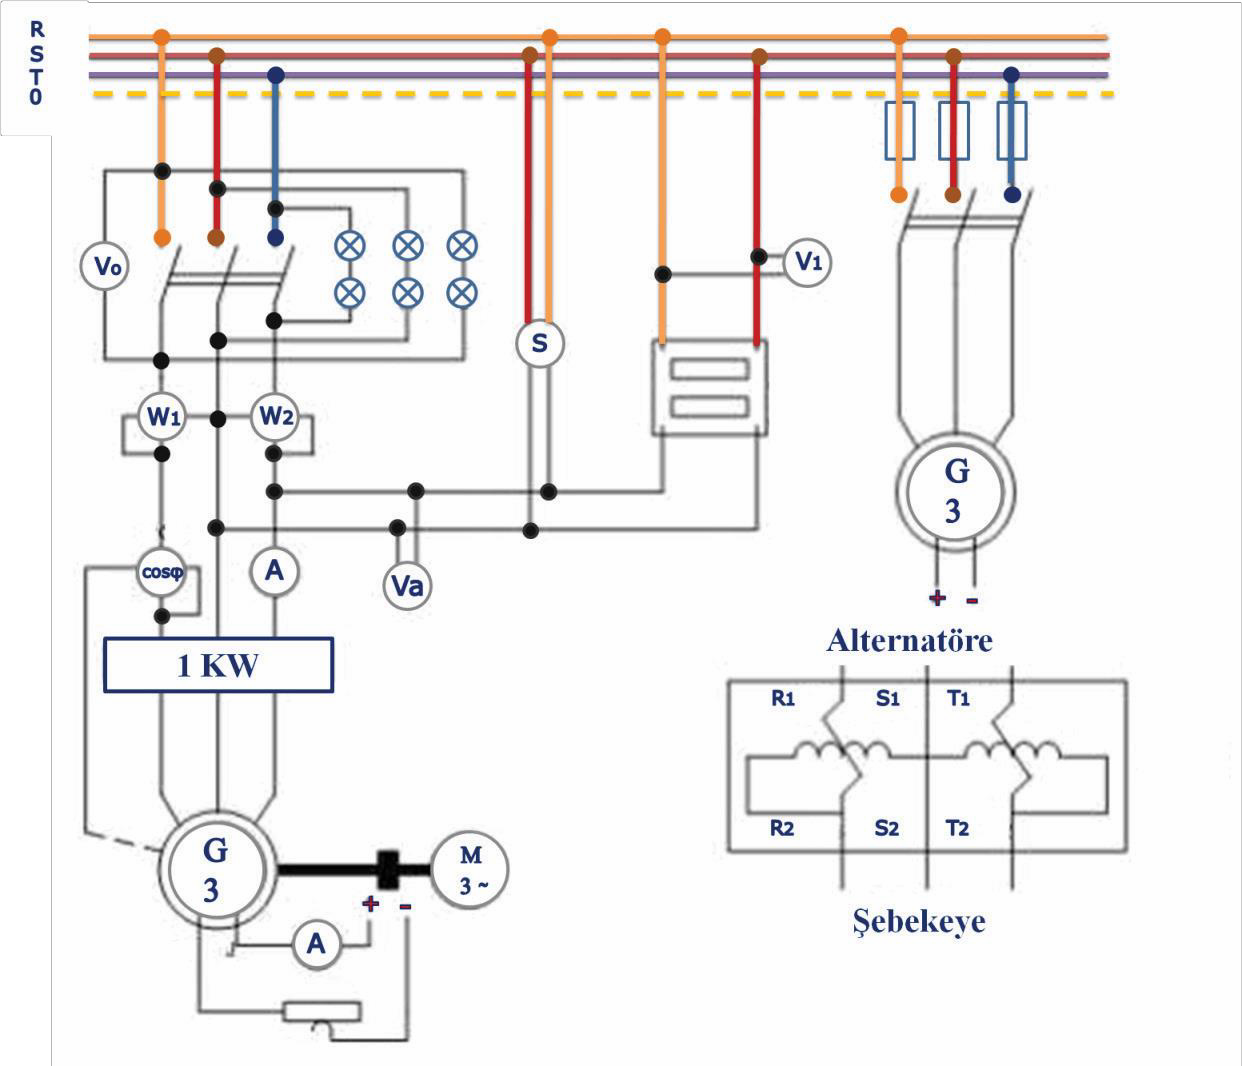 R
S
T
0
Vo
V1
S
W1
W2
cosφ
A
Va
1 KW
G
3
M
3 ~
+ -
A
G
3
+ -
Alternatöre
R1 S1 T1
R2 S2 T2
Şebekeye